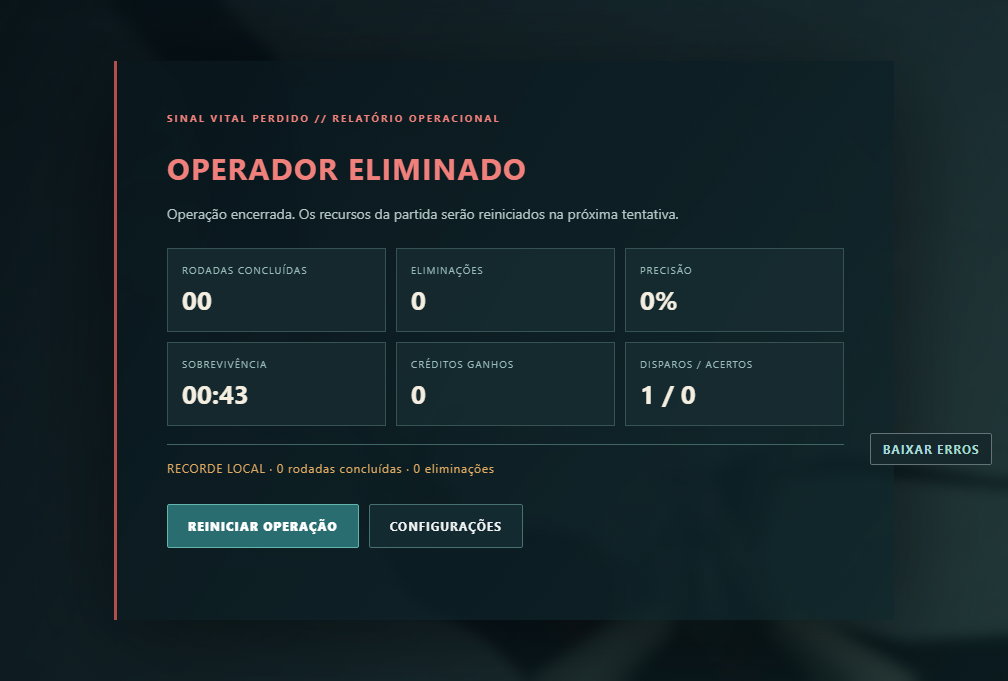 SINAL VITAL PERDIDO // RELATÓRIO OPERACIONAL
OPERADOR ELIMINADO
Operação encerrada. Os recursos da partida serão reiniciados na próxima tentativa.
RODADAS CONCLUÍDAS
00
ELIMINAÇÕES
0
PRECISÃO
0%
SOBREVIVÊNCIA
00:43
CRÉDITOS GANHOS
0
DISPAROS / ACERTOS
1 / 0
BAIXAR ERROS
RECORDE LOCAL · 0 rodadas concluídas · 0 eliminações
REINICIAR OPERAÇÃO
CONFIGURAÇÕES